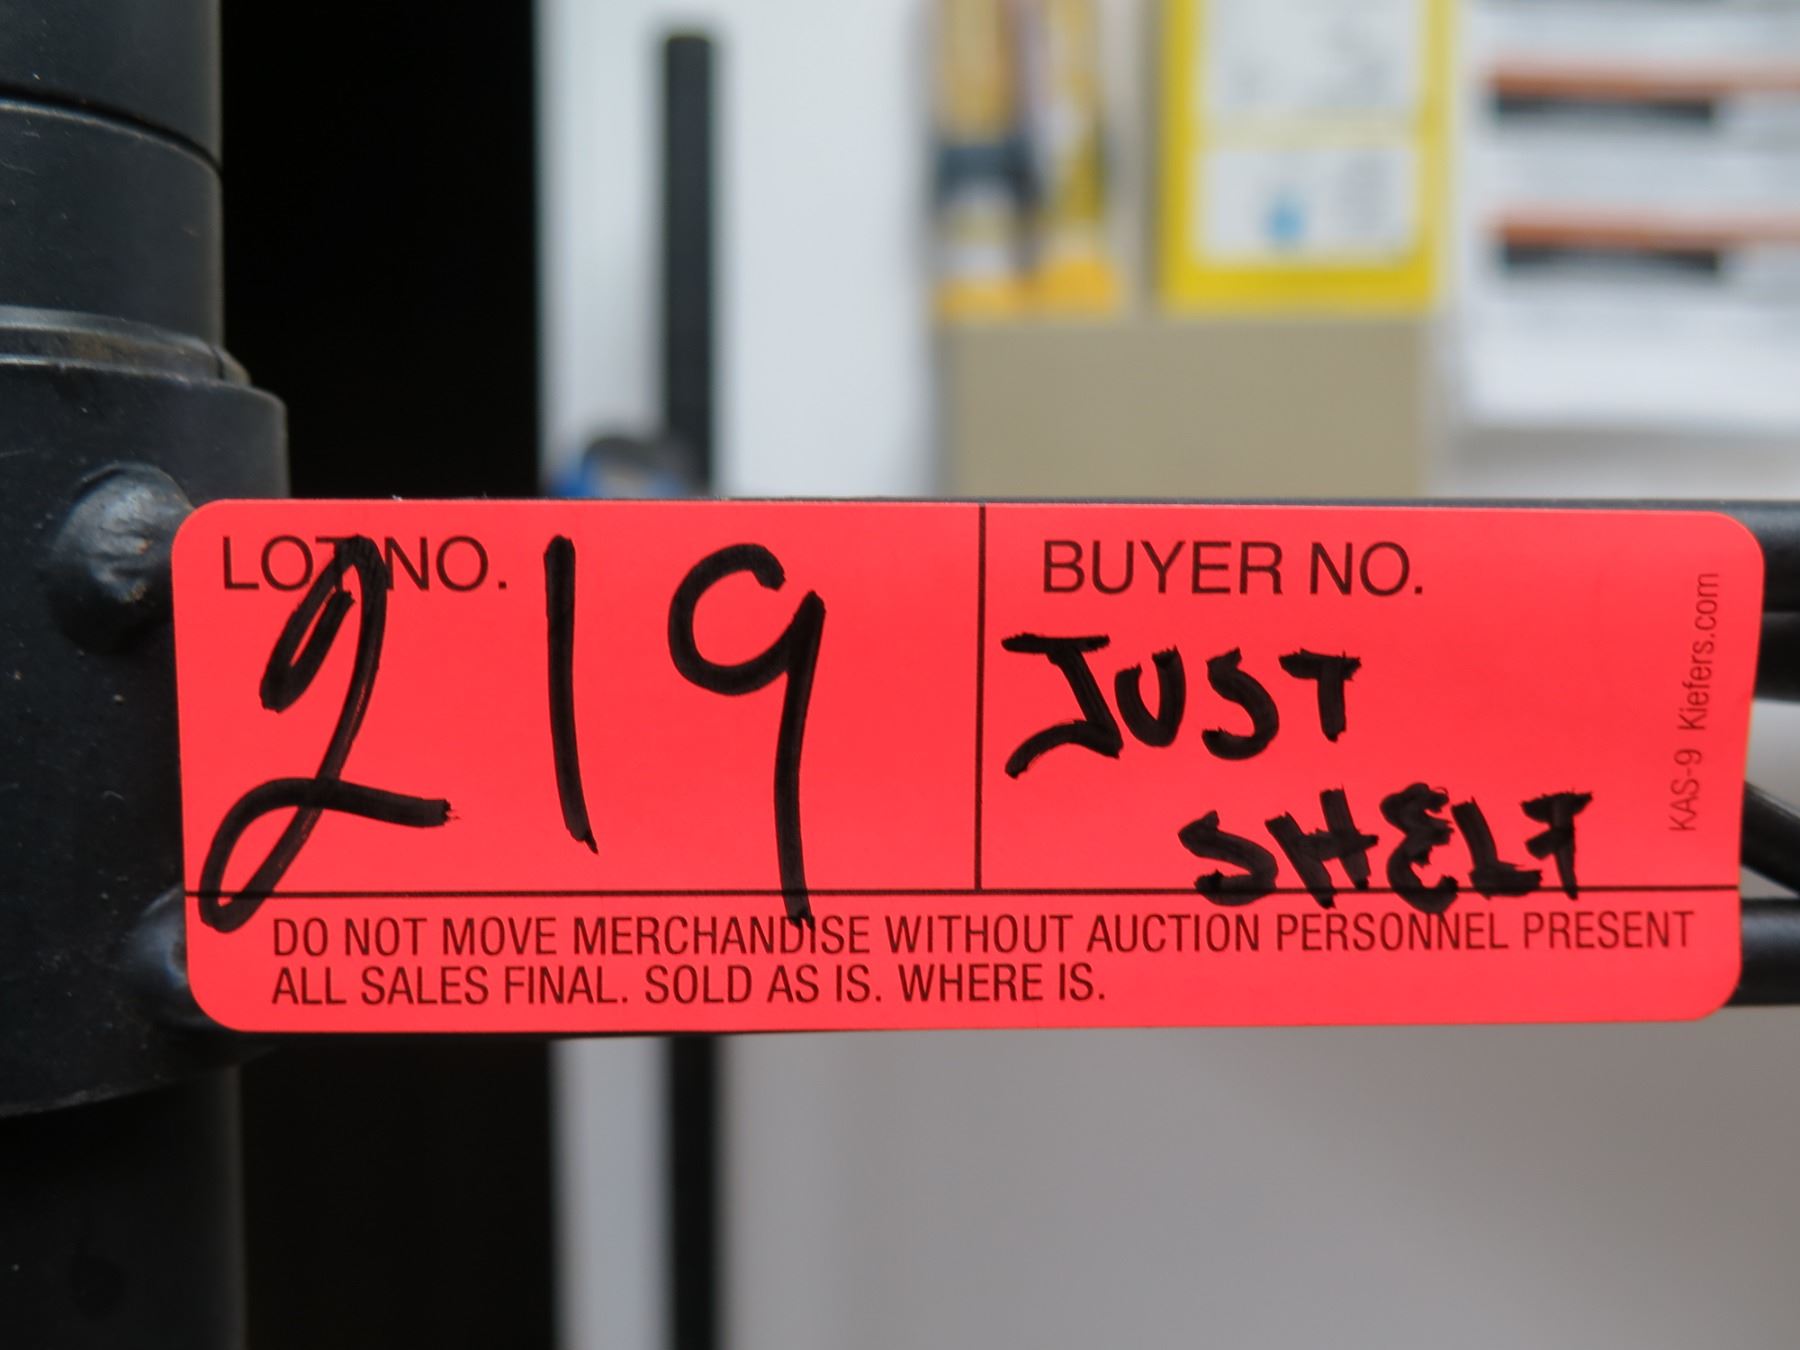 LOT NO.
219
BUYER NO.
JUST
SHELF
KAS-9 Kiefers.com
DO NOT MOVE MERCHANDISE WITHOUT AUCTION PERSONNEL PRESENT
ALL SALES FINAL. SOLD AS IS. WHERE IS.